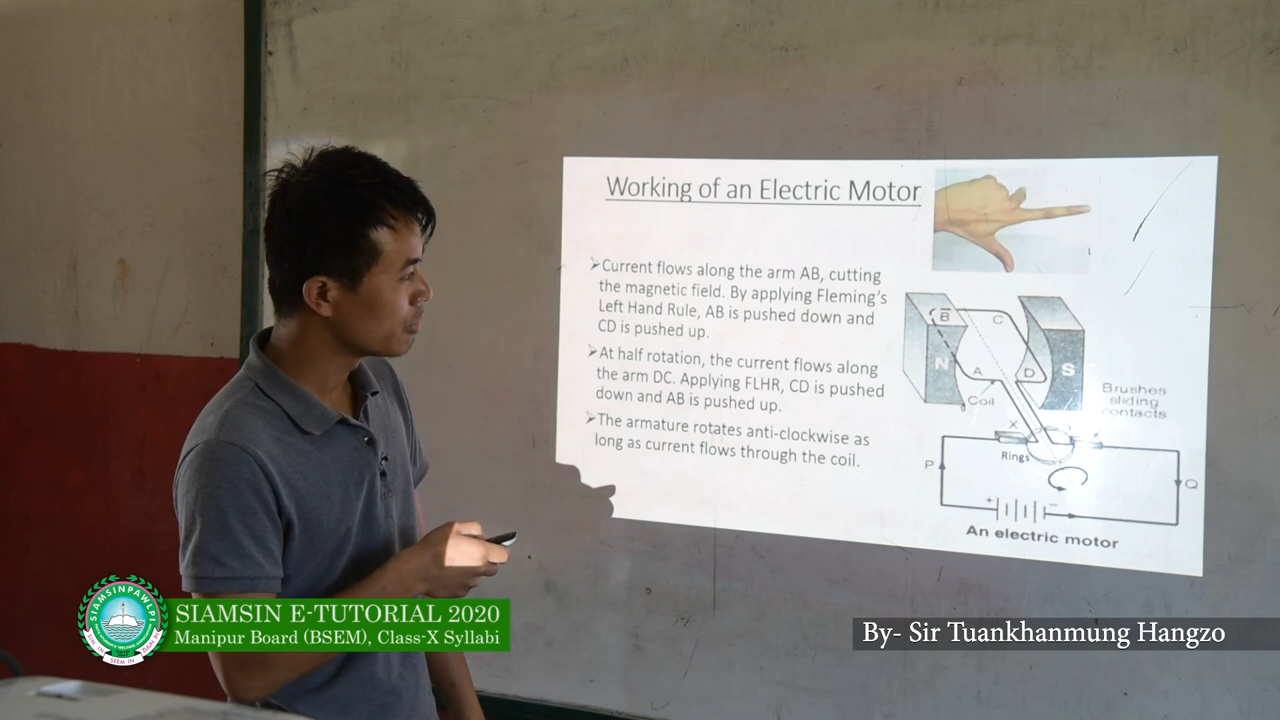 Working of an Electric Motor
➢Current flows along the arm AB, cutting
the magnetic field. By applying Fleming's
Left Hand Rule, AB is pushed down and
CD is pushed up.
➢At half rotation, the current flows along
the arm DC. Applying FLHR, CD is pushed
down and AB is pushed up.
➢The armature rotates anti-clockwise as
long as current flows through the coil.
B
C
N
A
D
S
Coil
Brushes
sliding
contacts
X
Rings
P
Q
+
−
An electric motor
SIAMSINPAWLPI
SEEM IN
SIAMSIN E-TUTORIAL 2020
Manipur Board (BSEM), Class-X Syllabi
By- Sir Tuankhanmung Hangzo